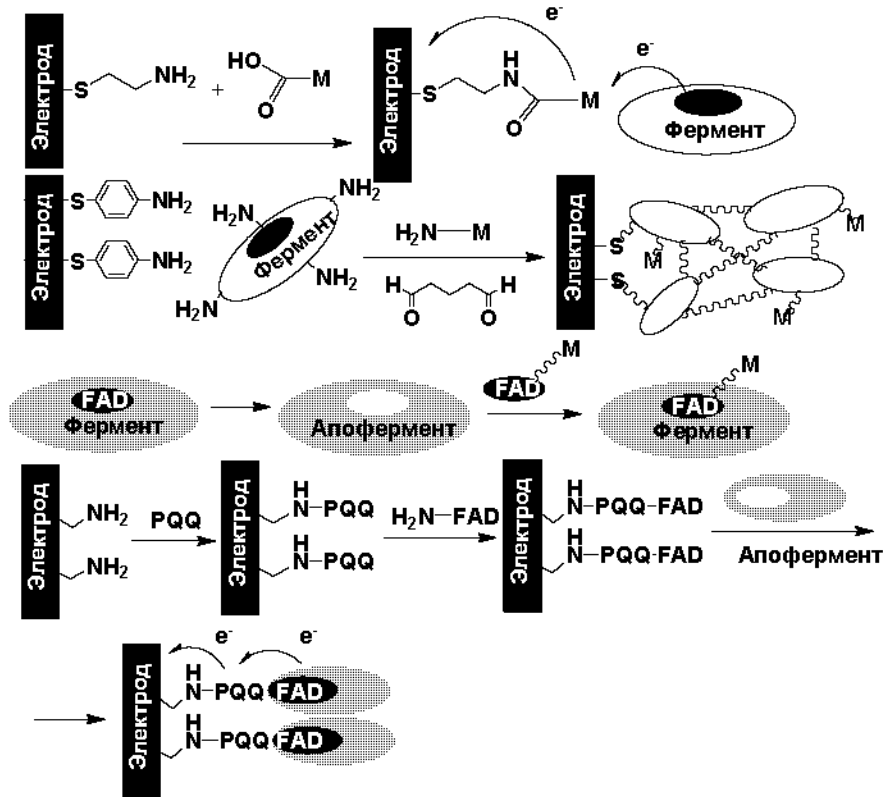 e⁻
Электрод
S
NH₂
+
HO
O
M
Электрод
S
H
N
O
M
e⁻
Фермент
Электрод
S
NH₂
S
NH₂
NH₂
H₂N
Фермент
NH₂
H₂N
H₂N—M
H
O
H
O
Электрод
S
S
M
M
M
FAD
Фермент
Апофермент
M
FAD
M
FAD
Фермент
Электрод
NH₂
NH₂
PQQ
Электрод
H
N—PQQ
H
N—PQQ
H₂N—FAD
Электрод
H
N—PQQ-FAD
H
N—PQQ-FAD
Апофермент
Электрод
e⁻
e⁻
H
N—PQQ FAD
H
N—PQQ FAD